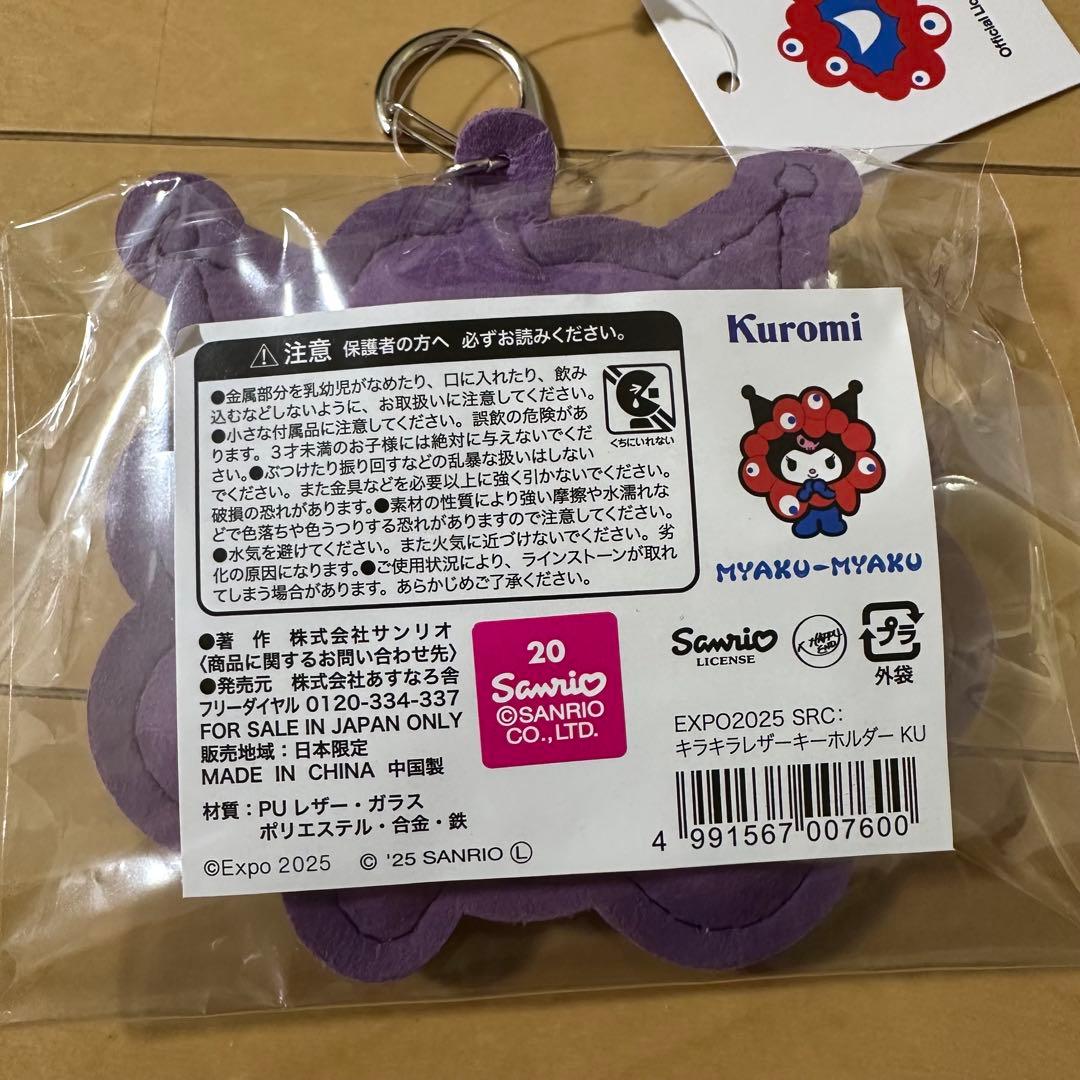 Official Lic
⚠注意 保護者の方へ 必ずお読みください。
●金属部分を乳幼児がなめたり、口に入れたり、飲み
込むなどしないように、お取扱いに注意してください。
●小さな付属品に注意してください。誤飲の危険があ
ります。3才未満のお子様には絶対に与えないでくだ
さい。●ぶつけたり振り回すなどの乱暴な扱いはしない
でください。また金具などを必要以上に強く引かないでください。
破損の恐れがあります。●素材の性質により強い摩擦や水濡れな
どで色落ちや色うつりする恐れがありますので注意してください。
●水気を避けてください。また火気に近づけないでください。劣
化の原因になります。●ご使用状況により、ラインストーンが取れ
てしまう場合があります。あらかじめご了承ください。
くちにいれない
Kuromi
MYAKU-MYAKU
●著 作 株式会社サンリオ
〈商品に関するお問い合わせ先〉
●発売元 株式会社あすなろ舎
フリーダイヤル 0120-334-337
FOR SALE IN JAPAN ONLY
販売地域:日本限定
MADE IN CHINA 中国製
材質:PU レザー・ガラス
ポリエステル・合金・鉄
©Expo 2025 © '25 SANRIO Ⓛ
20
Sanrio
©SANRIO
CO.,LTD.
Sanrio
LICENSE
HAPPY
END
プラ
外袋
EXPO2025 SRC:
キラキラレザーキーホルダー KU
4 991567 007600